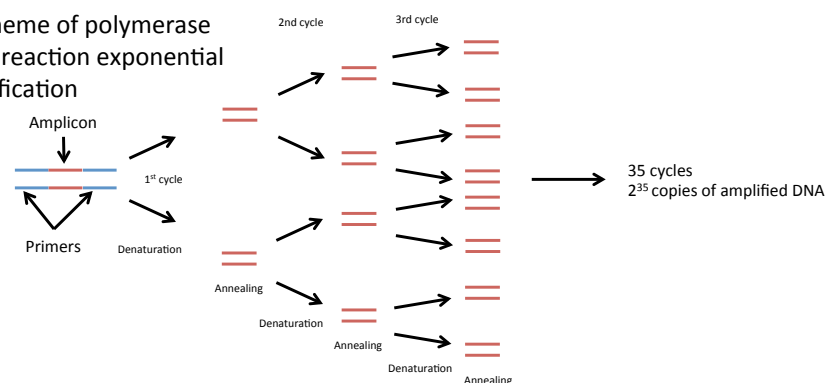 heme of polymerase
reaction exponential
fication
Amplicon
Primers
1st cycle
Denaturation
Annealing
2nd cycle
Denaturation
Annealing
3rd cycle
Denaturation
Annealing
35 cycles
2³⁵ copies of amplified DNA